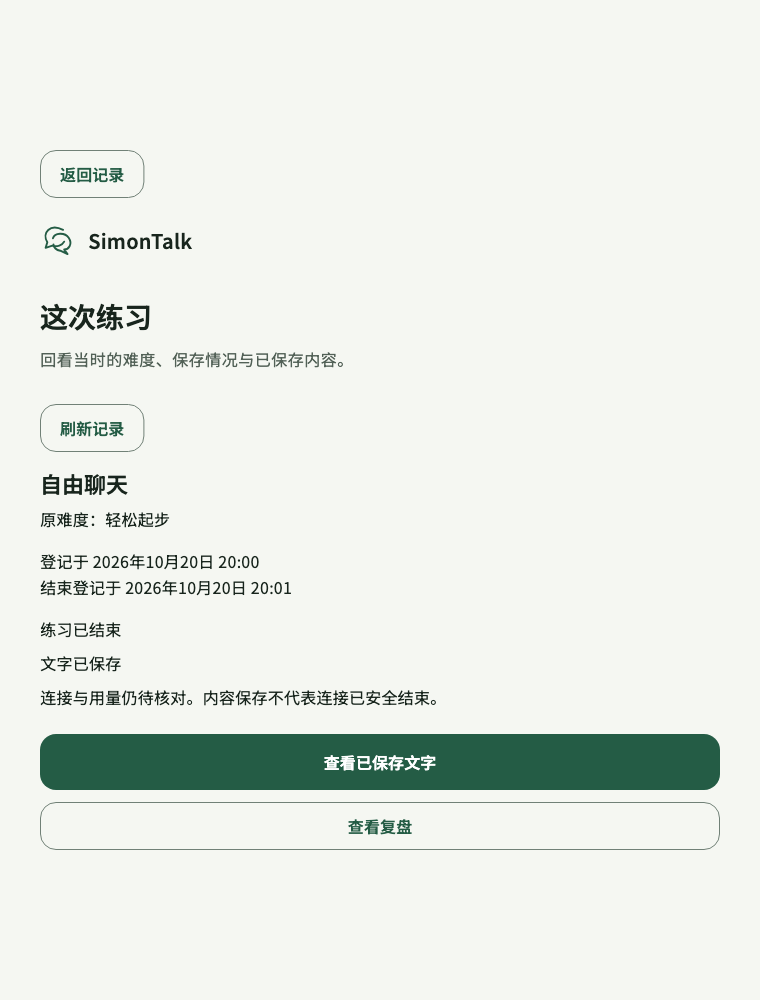 返回记录
SimonTalk
这次练习
回看当时的难度、保存情况与已保存内容。
刷新记录
自由聊天
原难度：轻松起步
登记于 2026年10月20日 20:00
结束登记于 2026年10月20日 20:01
练习已结束
文字已保存
连接与用量仍待核对。内容保存不代表连接已安全结束。
查看已保存文字
查看复盘